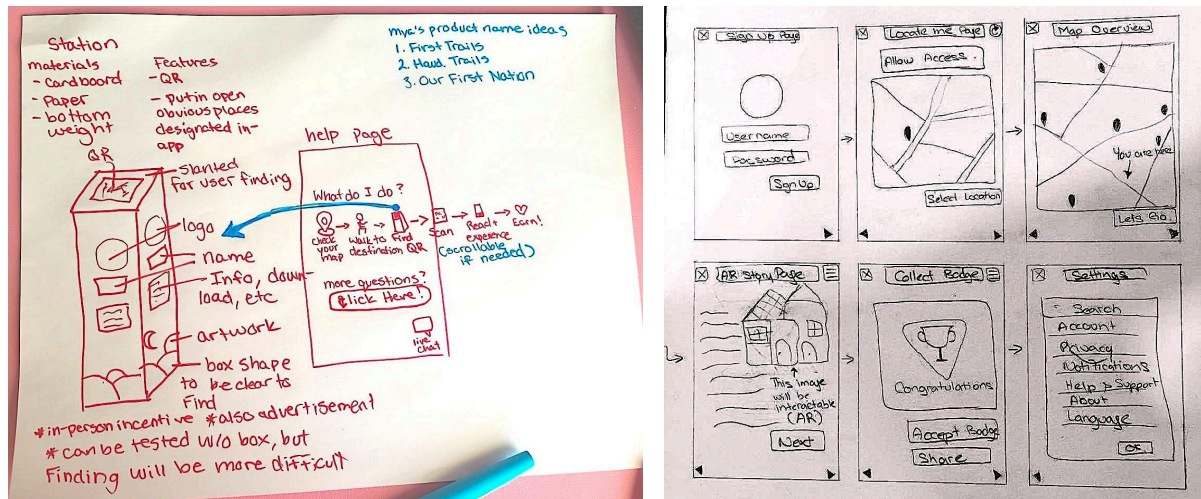 Station
materials
- Cardboard
- Paper
- bottom
weight
Features
- QR
- Put in open
obvious places
designated in-
app
mya's product name ideas
1. First Trails
2. Haud. Trails
3. Our First Nation
QR
slanted
for user finding
logo
name
Info, down-
load, etc
artwork
box shape
to be clear to
find
*in-person incentive *also advertisement
* can be tested w/o box, but
finding will be more difficult
help page
What do I do?
Check
your
map
walk to
destination
Find
QR
Scan
Read +
experience
Earn!
(scrollable
if needed)
more questions?
Click Here!
live
chat
Sign Up Page
Username
Password
Sign Up
Locate me Page
Allow Access.
Select Location
Map Overview
You are here
Lets Go
AR Story Page
This image
will be
interactable
(AR)
Next
Collect Badge
Congratulations
Accept Badge
Share
Settings
Search
Account
Privacy
Notifications
Help & Support
About
Language